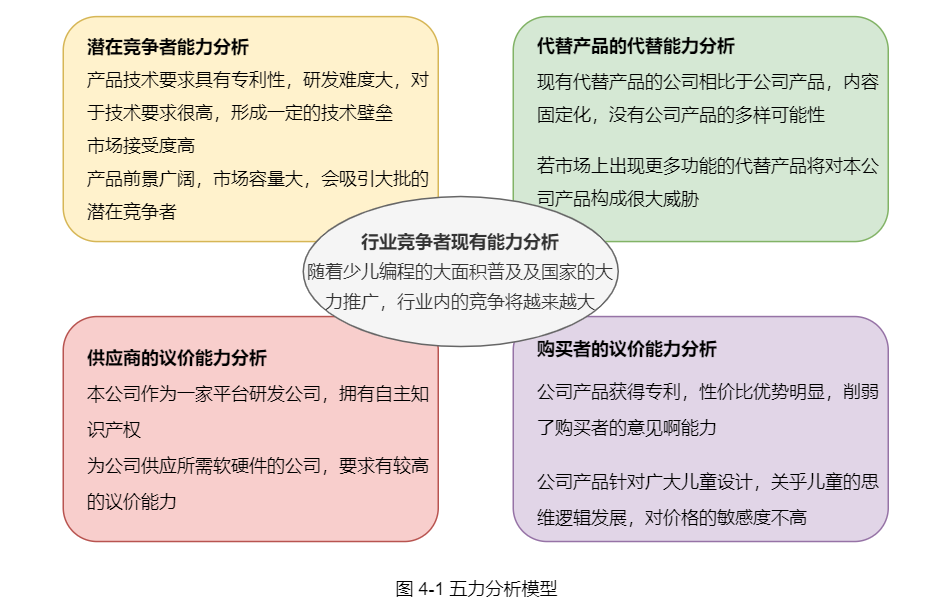 潜在竞争者能力分析
产品技术要求具有专利性，研发难度大，对
于技术要求很高，形成一定的技术壁垒
市场接受度高
产品前景广阔，市场容量大，会吸引大批的
潜在竞争者
代替产品的代替能力分析
现有代替产品的公司相比于公司产品，内容
固定化，没有公司产品的多样可能性
若市场上出现更多功能的代替产品将对本公
司产品构成很大威胁
行业竞争者现有能力分析
随着少儿编程的大面积普及及国家的大
力推广，行业内的竞争将越来越大
供应商的议价能力分析
本公司作为一家平台研发公司，拥有自主知
识产权
为公司供应所需软硬件的公司，要求有较高
的议价能力
购买者的议价能力分析
公司产品获得专利，性价比优势明显，削弱
了购买者的意见啊能力
公司产品针对广大儿童设计，关乎儿童的思
维逻辑发展，对价格的敏感度不高
图 4-1 五力分析模型